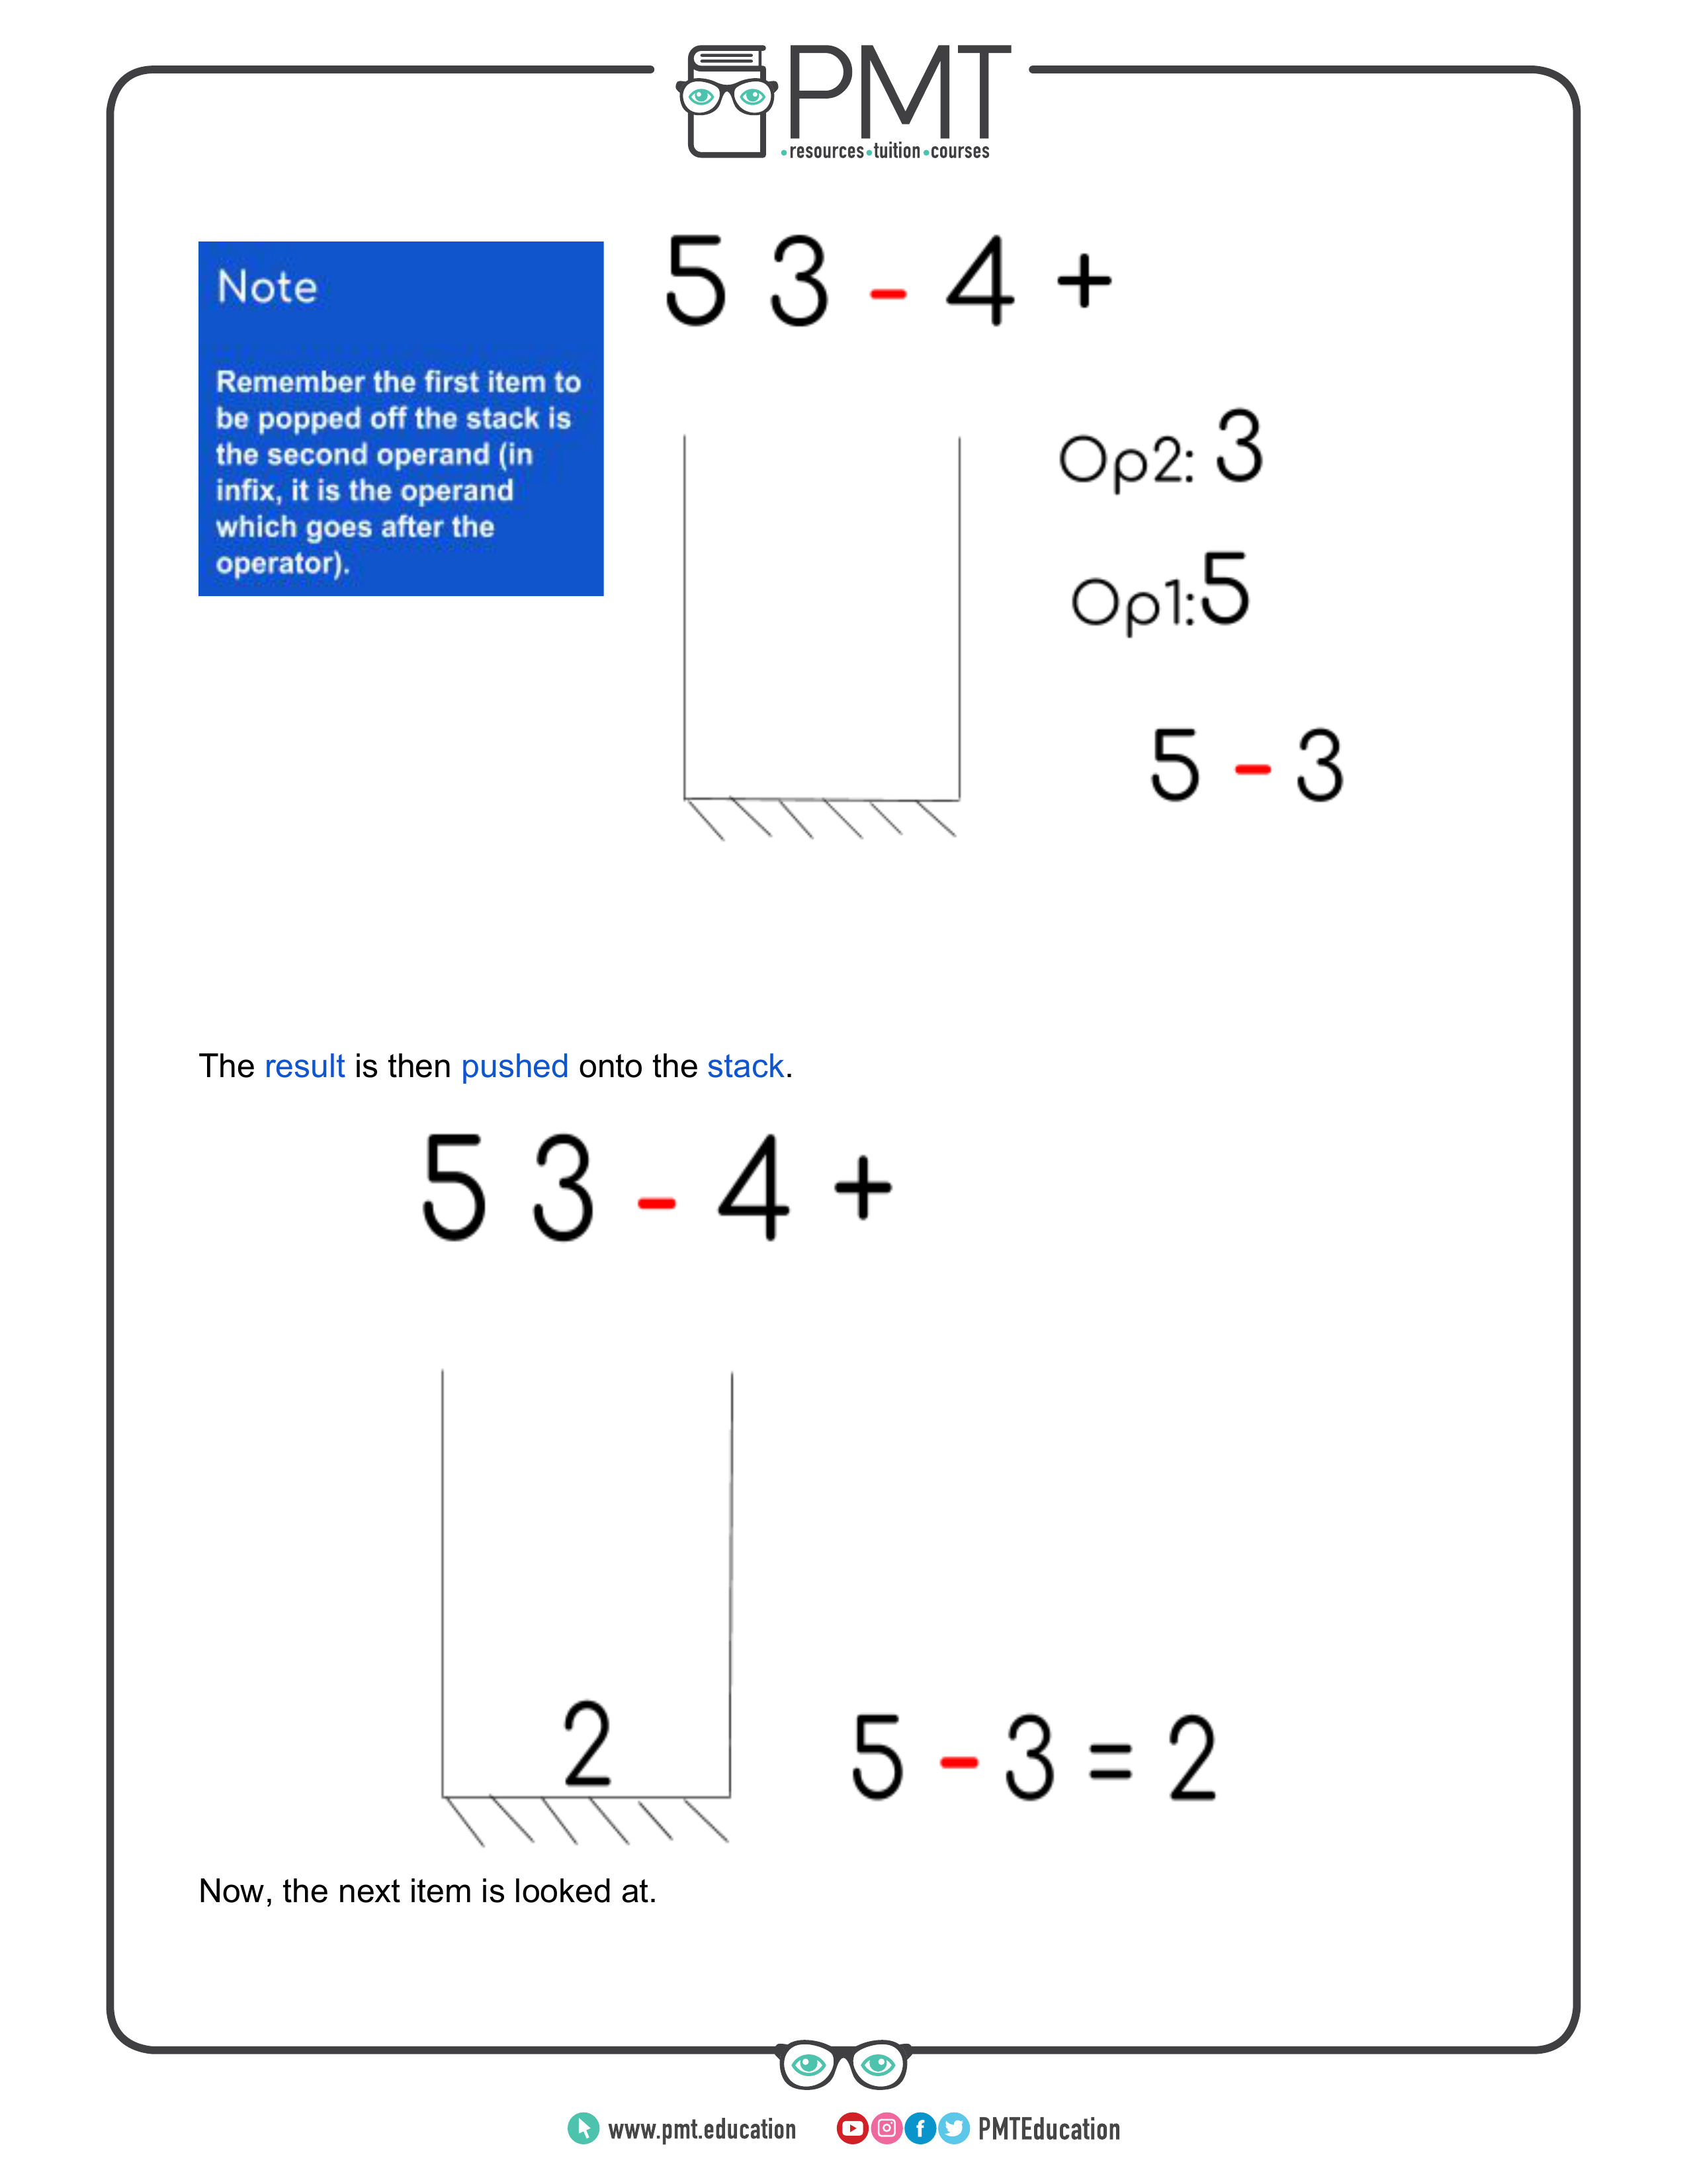 PMT
•resources•tuition•courses
Note
Remember the first item to
be popped off the stack is
the second operand (in
infix, it is the operand
which goes after the
operator).
5 3 - 4 +
Op2: 3
Op1:5
5 - 3
The result is then pushed onto the stack.
5 3 - 4 +
2
5 - 3 = 2
Now, the next item is looked at.
www.pmt.education
PMTEducation